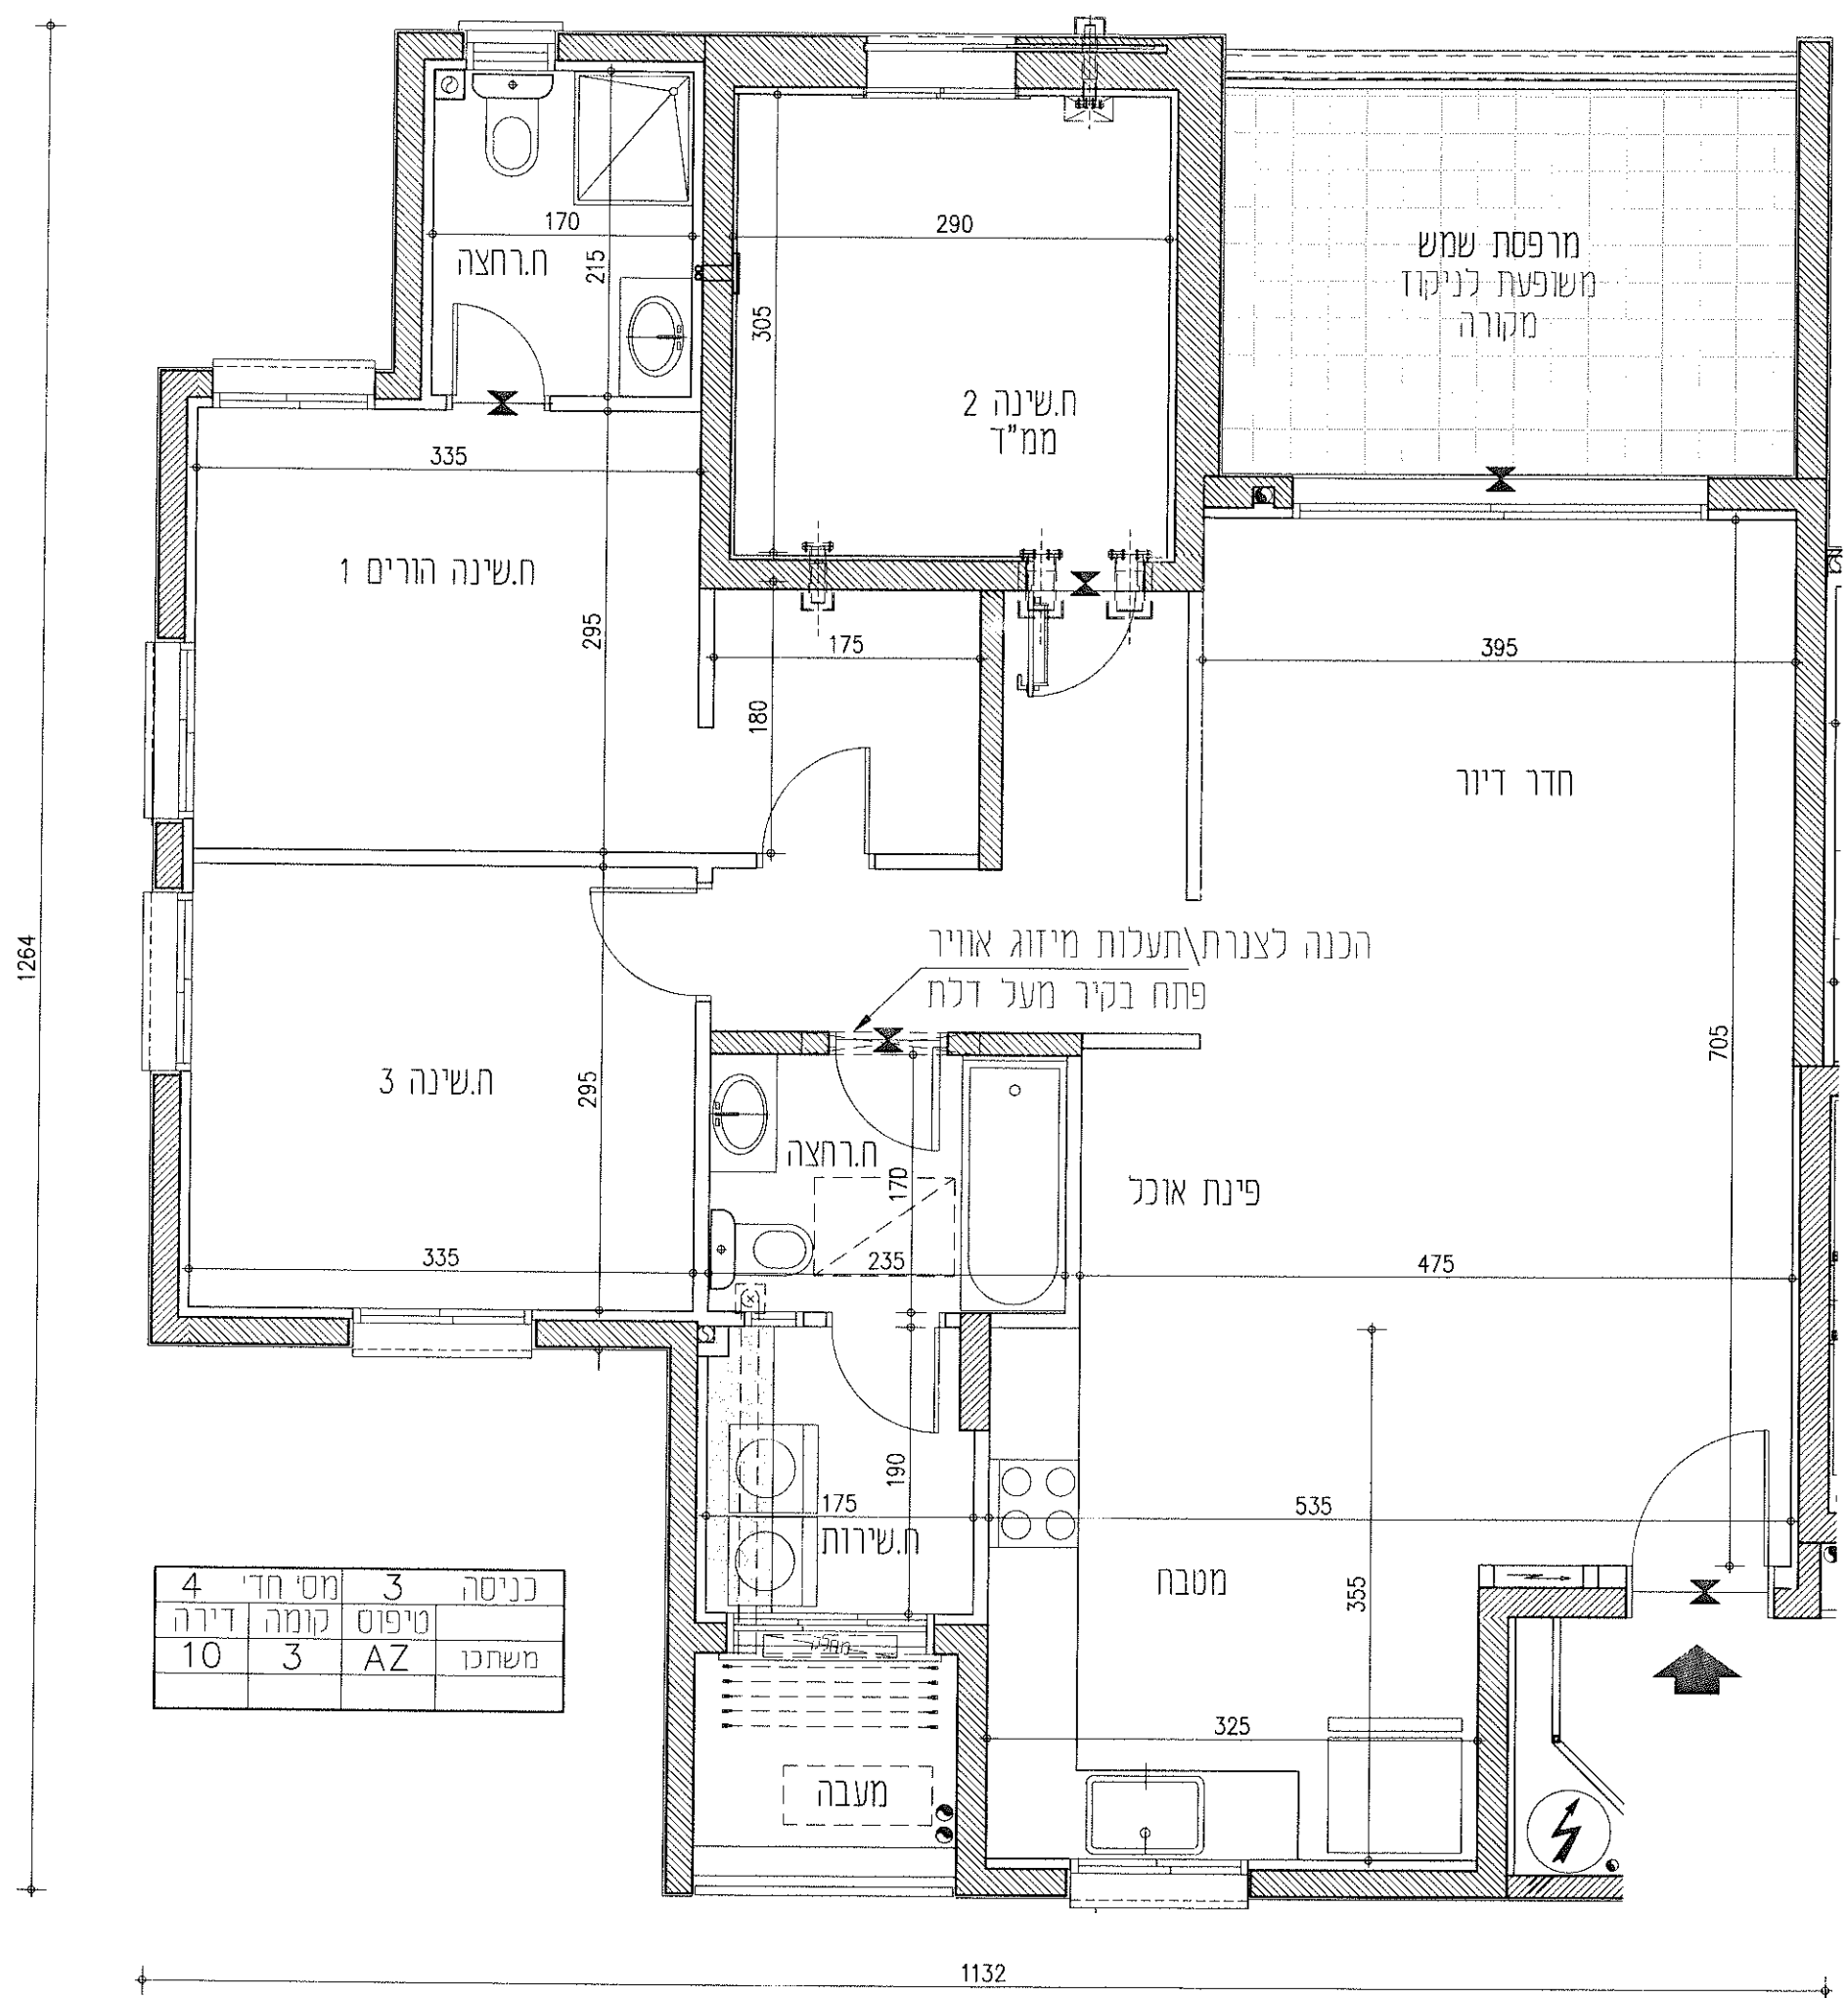 170
ח.רחצה
215
290
305
ח.שינה 2
ממ"ד
מרפסת שמש
משופעת לניקוז
מקורה
335
ח.שינה הורים 1
295
175
180
395
חדר דיור
1264
הכנה לצנרת\תעלות מיזוג אוויר
פתח בקיר מעל דלת
705
ח.שינה 3
295
335
ח.רחצה
170
235
פינת אוכל
475
190
175
ח.שירות
535
מטבח
355
325
מעבה
כניסה 3 מסי חדי 4
טיפוס קומה דירה
משתכן AZ 3 10
1132